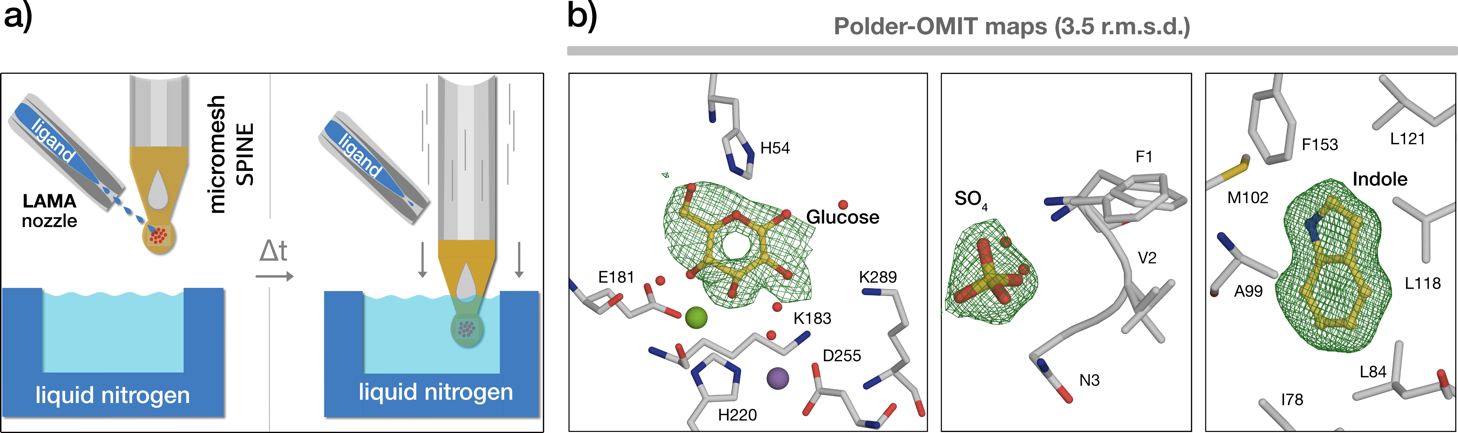 a)
b)
Polder-OMIT maps (3.5 r.m.s.d.)
ligand
LAMA
nozzle
micromesh
SPINE
liquid nitrogen
Δt
ligand
liquid nitrogen
H54
Glucose
E181
K289
K183
D255
H220
SO4
F1
V2
N3
F153
L121
M102
Indole
A99
L118
L84
I78